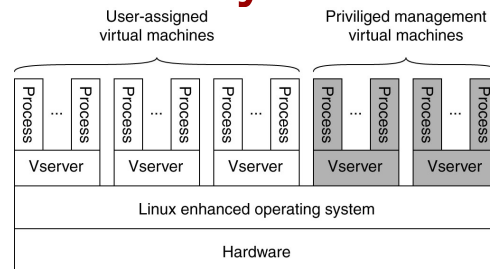 User-assigned
virtual machines
Priviliged management
virtual machines
Process
...
Process
Process
...
Process
Process
...
Process
Process
...
Process
Process
...
Process
Vserver
Vserver
Vserver
Vserver
Vserver
Linux enhanced operating system
Hardware